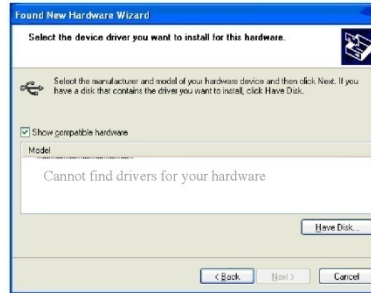 Found New Hardware Wizard
Select the device driver you want to install for this hardware.
Select the manufacturer and model of your hardware device and then click Next. If you
have a disk that contains the driver you want to install, click Have Disk.
Show compatible hardware
Model
Cannot find drivers for your hardware
Have Disk...
< Back
Next >
Cancel